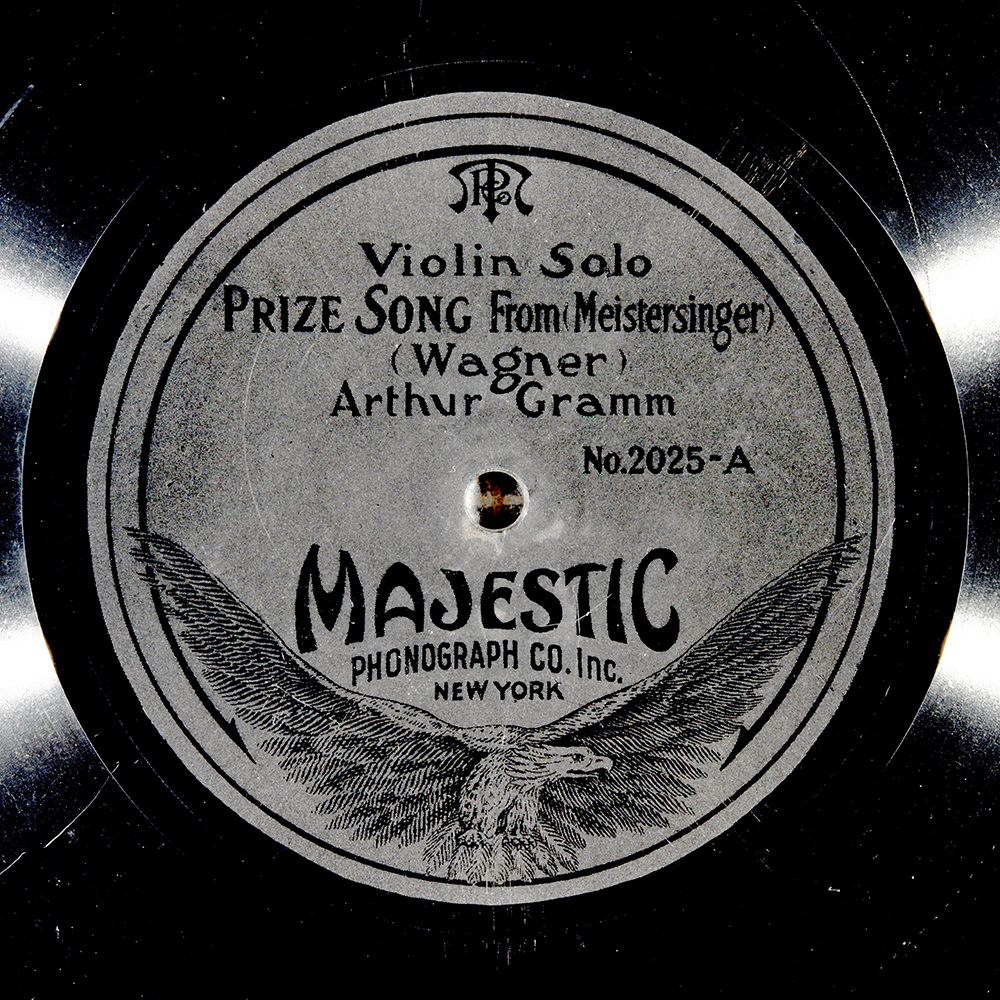 Violin Solo
PRIZE SONG From (Meistersinger)
(Wagner)
Arthur Gramm
No. 2025-A
MAJESTIC
PHONOGRAPH CO. Inc.
NEW YORK